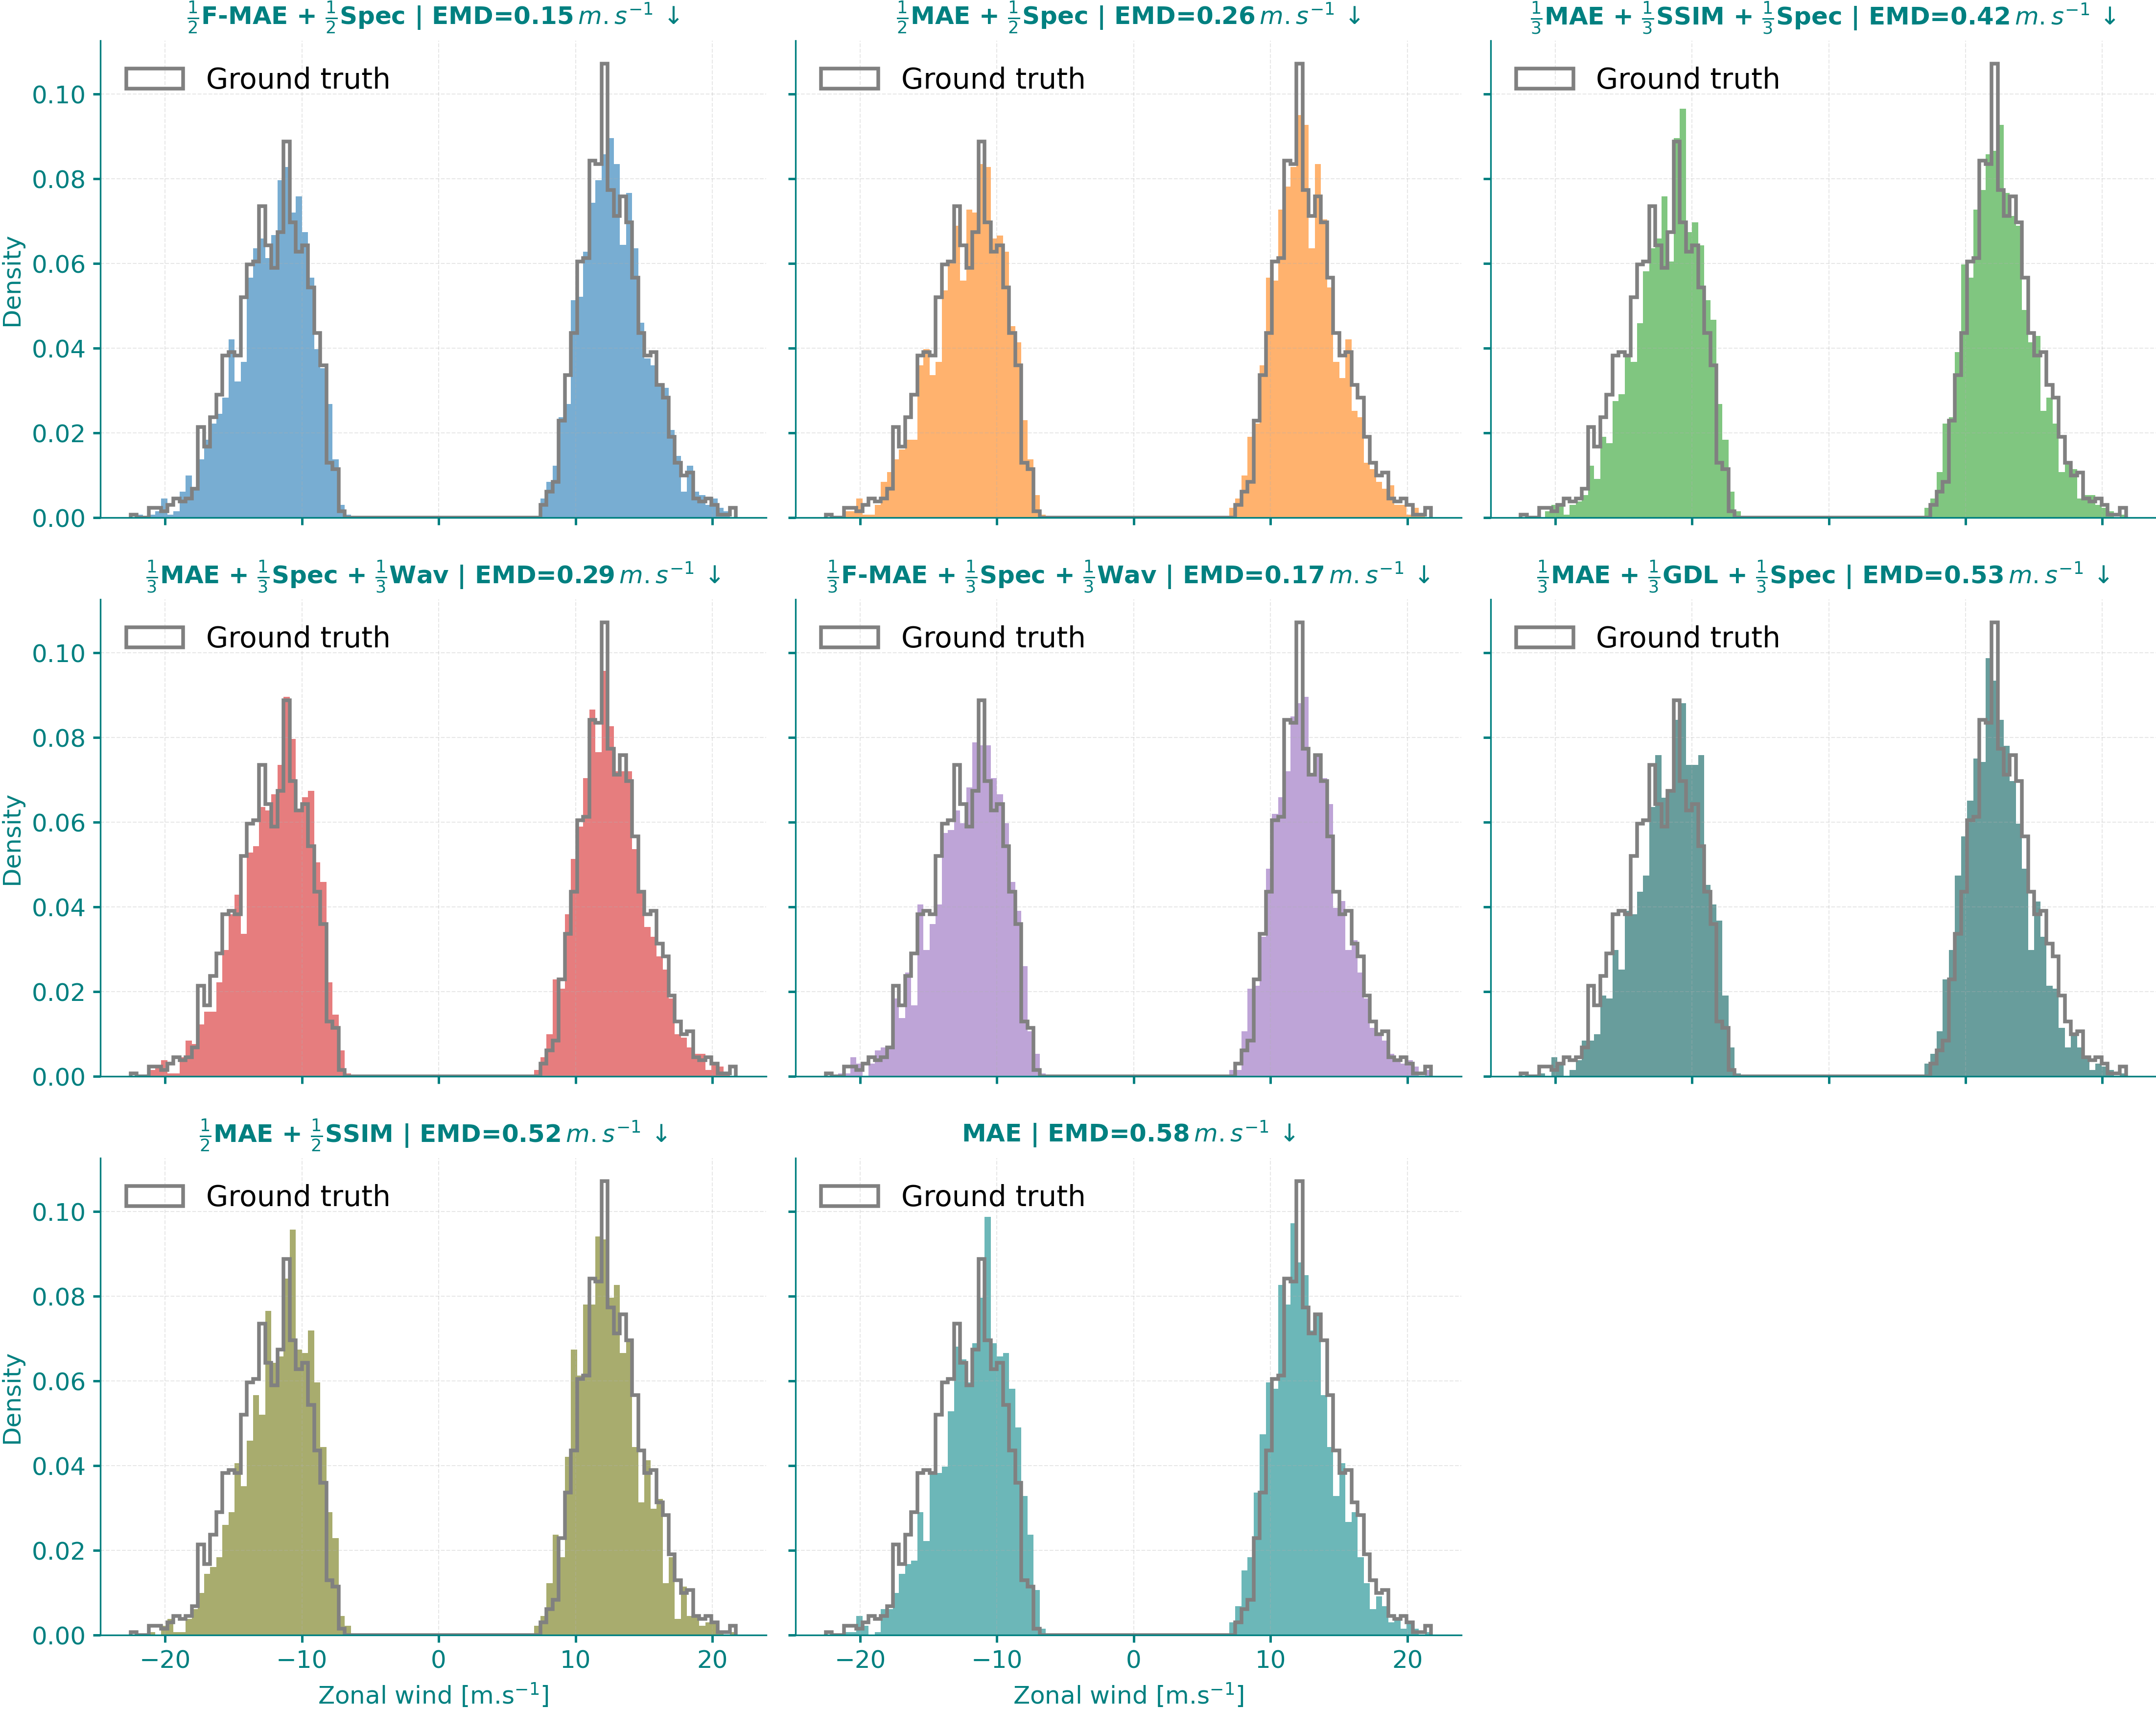 ½F-MAE + ½Spec | EMD=0.15 m.s⁻¹ ↓
½MAE + ½Spec | EMD=0.26 m.s⁻¹ ↓
⅓MAE + ⅓SSIM + ⅓Spec | EMD=0.42 m.s⁻¹ ↓
Ground truth
Ground truth
Ground truth
0.10
0.08
0.06
0.04
0.02
0.00
Density
⅓MAE + ⅓Spec + ⅓Wav | EMD=0.29 m.s⁻¹ ↓
⅓F-MAE + ⅓Spec + ⅓Wav | EMD=0.17 m.s⁻¹ ↓
⅓MAE + ⅓GDL + ⅓Spec | EMD=0.53 m.s⁻¹ ↓
Ground truth
Ground truth
Ground truth
0.10
0.08
0.06
0.04
0.02
0.00
Density
½MAE + ½SSIM | EMD=0.52 m.s⁻¹ ↓
MAE | EMD=0.58 m.s⁻¹ ↓
Ground truth
Ground truth
0.10
0.08
0.06
0.04
0.02
0.00
Density
−20 −10 0 10 20
−20 −10 0 10 20
Zonal wind [m.s⁻¹]
Zonal wind [m.s⁻¹]